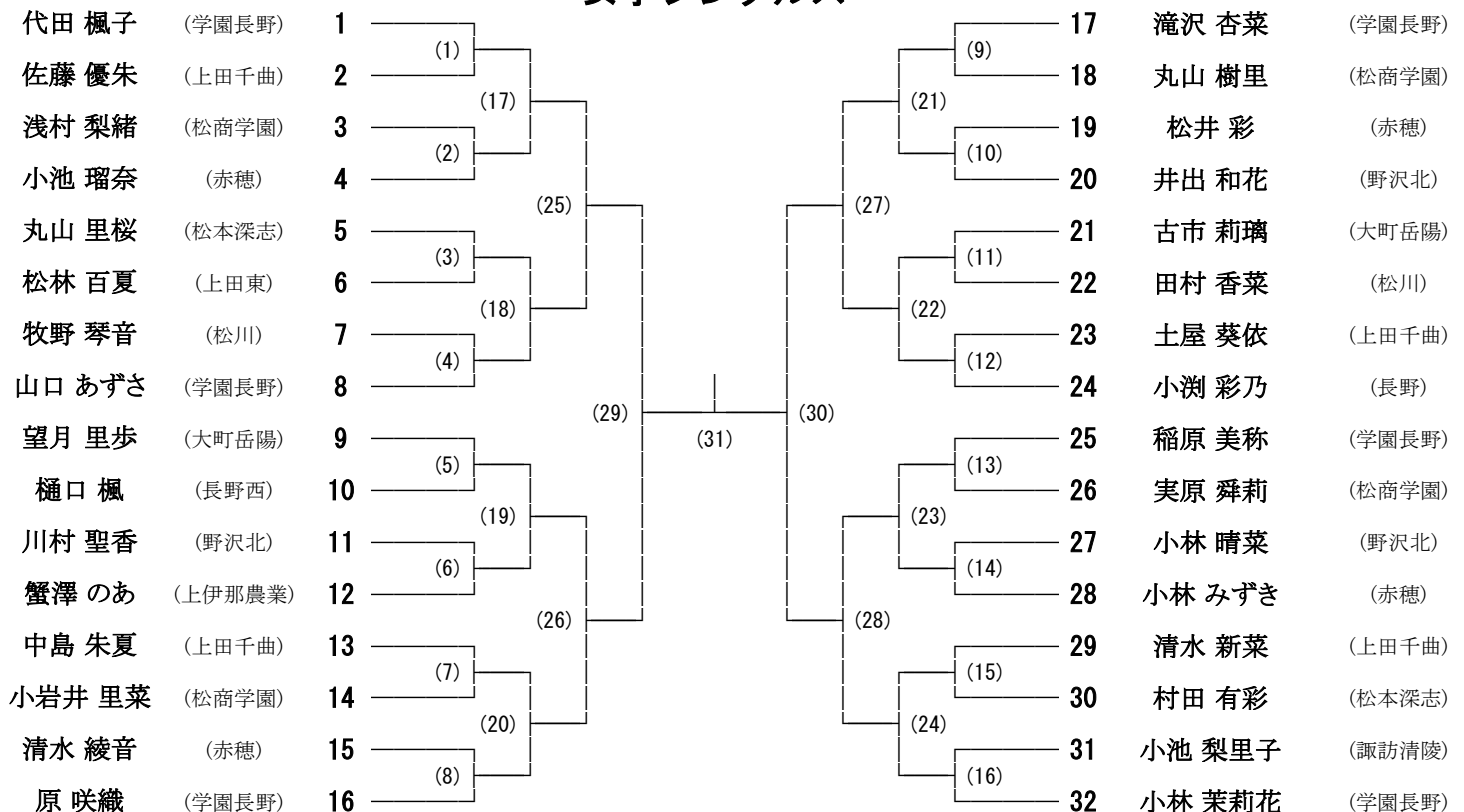 代田 楓子 (学園長野) 1 17 滝沢 杏菜 (学園長野)
(1) (9)
佐藤 優朱 (上田千曲) 2 18 丸山 樹里 (松商学園)
(17) (21)
浅村 梨緒 (松商学園) 3 19 松井 彩 (赤穂)
(2) (10)
小池 瑠奈 (赤穂) 4 20 井出 和花 (野沢北)
(25) (27)
丸山 里桜 (松本深志) 5 21 古市 莉璃 (大町岳陽)
(3) (11)
松林 百夏 (上田東) 6 22 田村 香菜 (松川)
(18) (22)
牧野 琴音 (松川) 7 23 土屋 葵依 (上田千曲)
(4) (12)
山口 あずさ (学園長野) 8 24 小渕 彩乃 (長野)
(29) (30)
望月 里歩 (大町岳陽) 9 (31) 25 稲原 美称 (学園長野)
(5) (13)
樋口 楓 (長野西) 10 26 実原 舜莉 (松商学園)
(19) (23)
川村 聖香 (野沢北) 11 27 小林 晴菜 (野沢北)
(6) (14)
蟹澤 のあ (上伊那農業) 12 28 小林 みずき (赤穂)
(26) (28)
中島 朱夏 (上田千曲) 13 29 清水 新菜 (上田千曲)
(7) (15)
小岩井 里菜 (松商学園) 14 30 村田 有彩 (松本深志)
(20) (24)
清水 綾音 (赤穂) 15 31 小池 梨里子 (諏訪清陵)
(8) (16)
原 咲織 (学園長野) 16 32 小林 茉莉花 (学園長野)